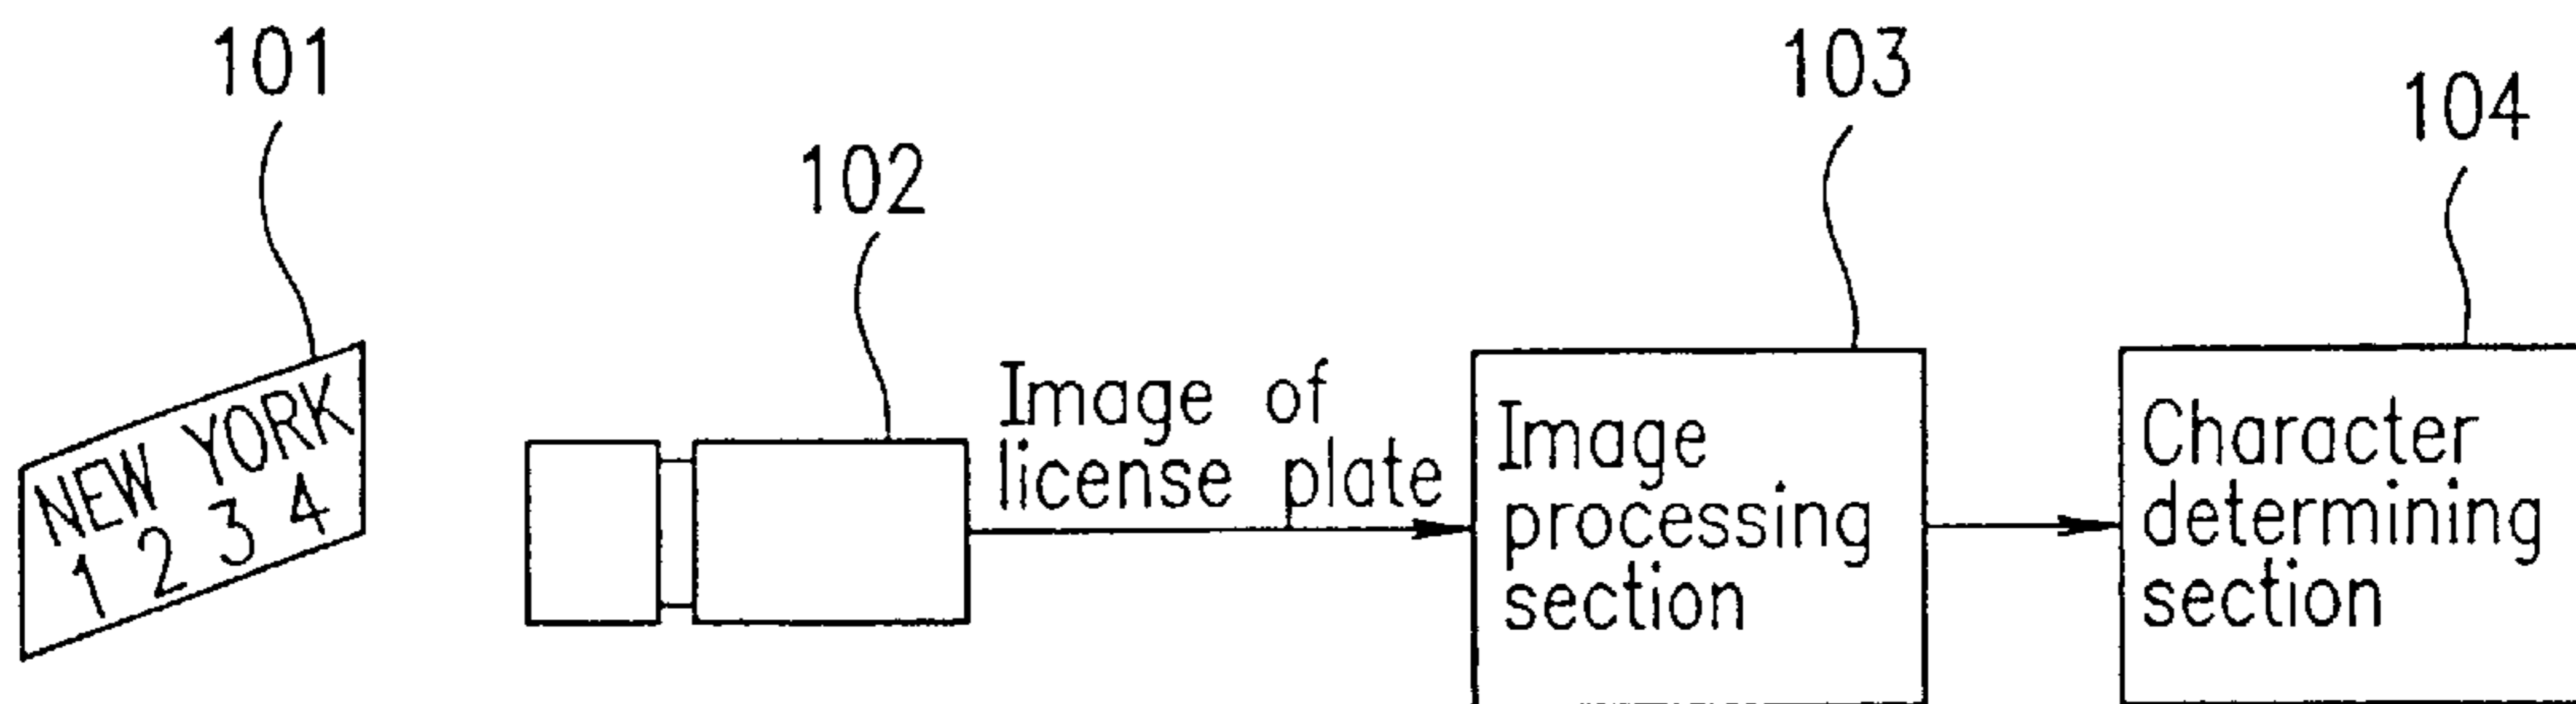 101
102
103
104
NEW YORK
1 2 3 4
Image of
license plate
Image
processing
section
Character
determining
section